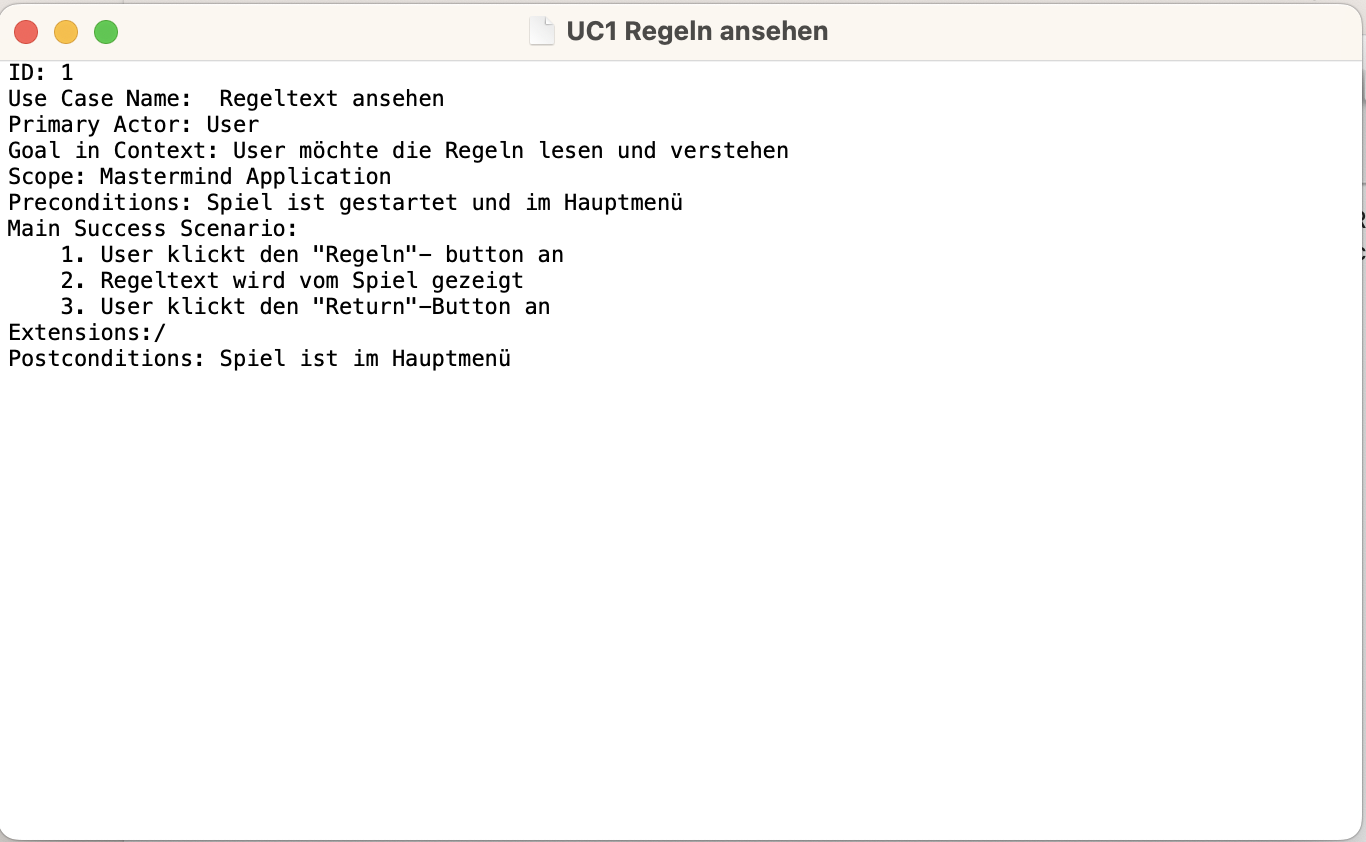 UC1 Regeln ansehen
ID: 1
Use Case Name:  Regeltext ansehen
Primary Actor: User
Goal in Context: User möchte die Regeln lesen und verstehen
Scope: Mastermind Application
Preconditions: Spiel ist gestartet und im Hauptmenü
Main Success Scenario:
    1. User klickt den "Regeln"- button an
    2. Regeltext wird vom Spiel gezeigt
    3. User klickt den "Return"-Button an
Extensions:/
Postconditions: Spiel ist im Hauptmenü